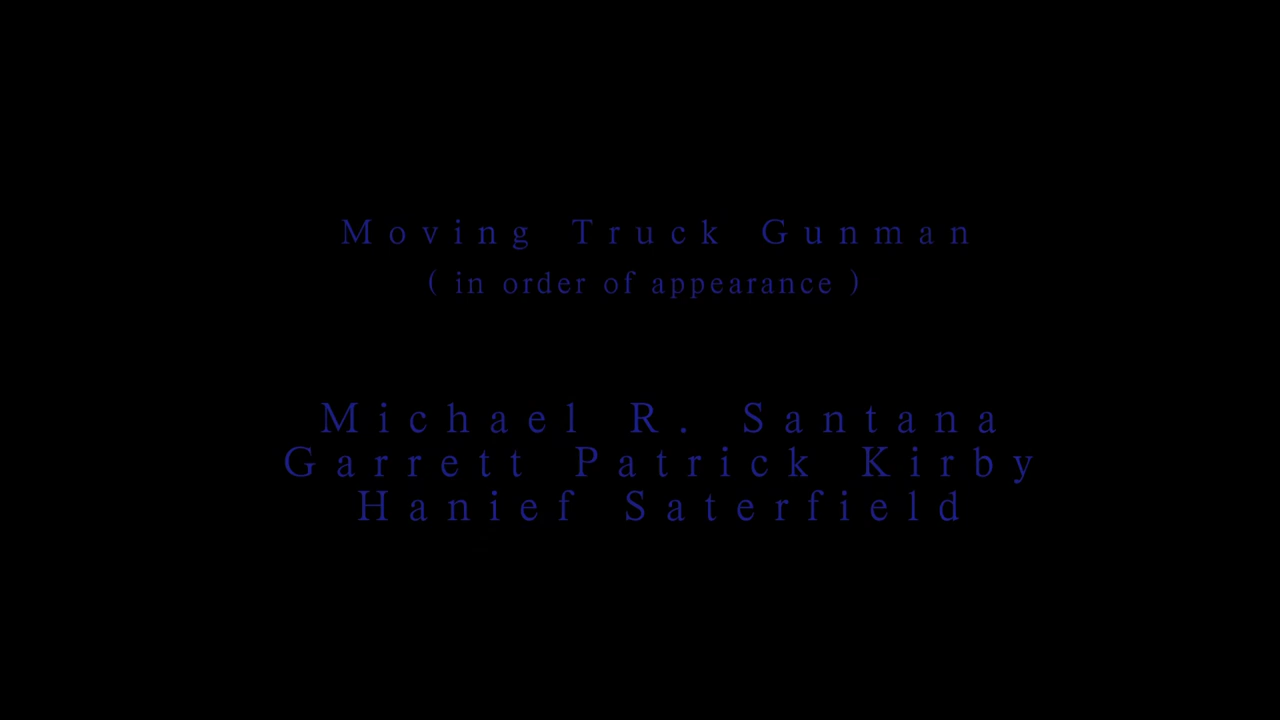 Moving Truck Gunman
( in order of appearance )
Michael R. Santana
Garrett Patrick Kirby
Hanief Saterfield